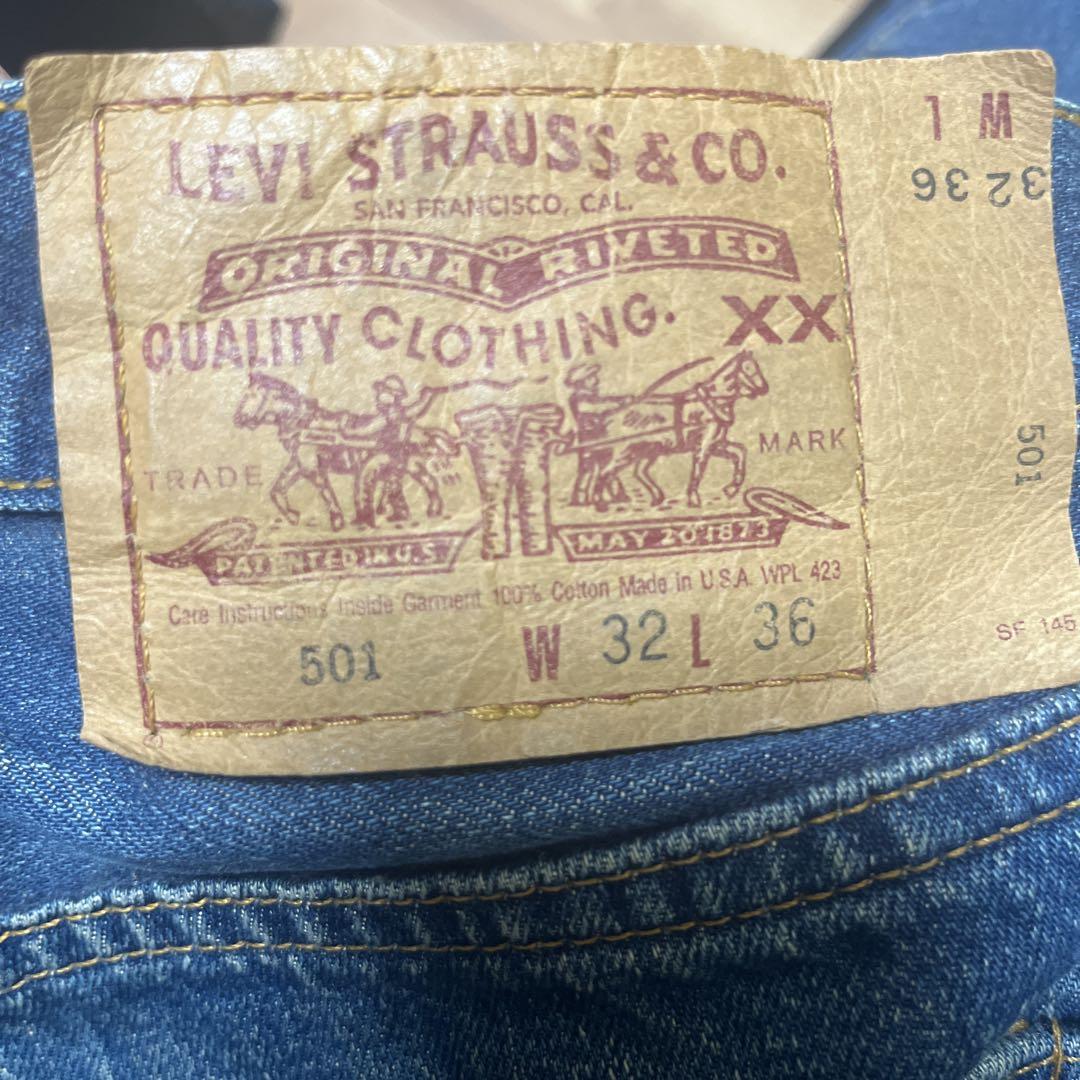 LEVI STRAUSS & CO.
SAN FRANCISCO, CAL.
ORIGINAL RIVETED
QUALITY CLOTHING. XX
TRADE MARK
PATENTED IN U.S. MAY 20 1873
Care Instructions Inside Garment 100% Cotton Made in U.S.A. WPL 423
501 W 32 L 36
1 M
32 36
501
SF 145